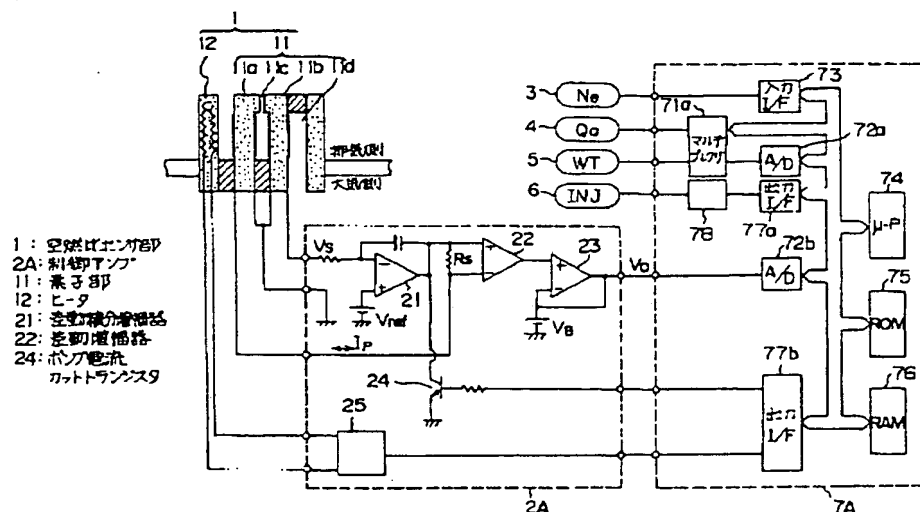 1
12
11
11a 11c 11b 11d
排気側
大気側
3
Ne
4
Qa
5
WT
6
INJ
71a
マルチプレクサ
73
入力
I/F
72a
A/D
78
出力
I/F
77a
72b
A/D
74
μ-P
75
ROM
76
RAM
77b
出力
I/F
7A
1: 空燃比センサ部
2A: 制御アンプ
11: 素子部
12: ヒータ
21: 差動積分増幅器
22: 差動増幅器
24: ポンプ電流
カットトランジスタ
Vs
21
Vref
Rs
22
23
VB
Vo
IP
24
25
2A